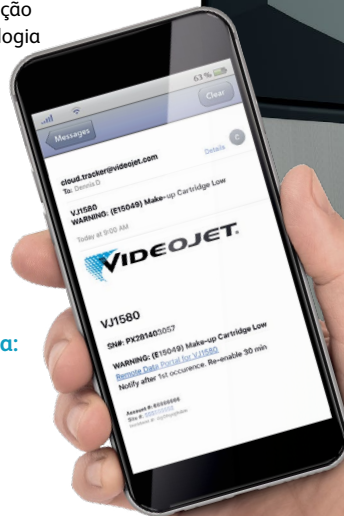 ção
ologia
63 %
Messages
Clear
cloud.tracker@videojet.com
To: Dennis D
Details
C
VJ1580
WARNING: (E15049) Make-up Cartridge Low
Today at 9:00 AM
VIDEOJET.
a:
VJ1580
SN#: PX281403057
WARNING: (E15049) Make-up Cartridge Low
Remote Data Portal for VJ1580
Notify after 1st occurence. Re-enable 30 min